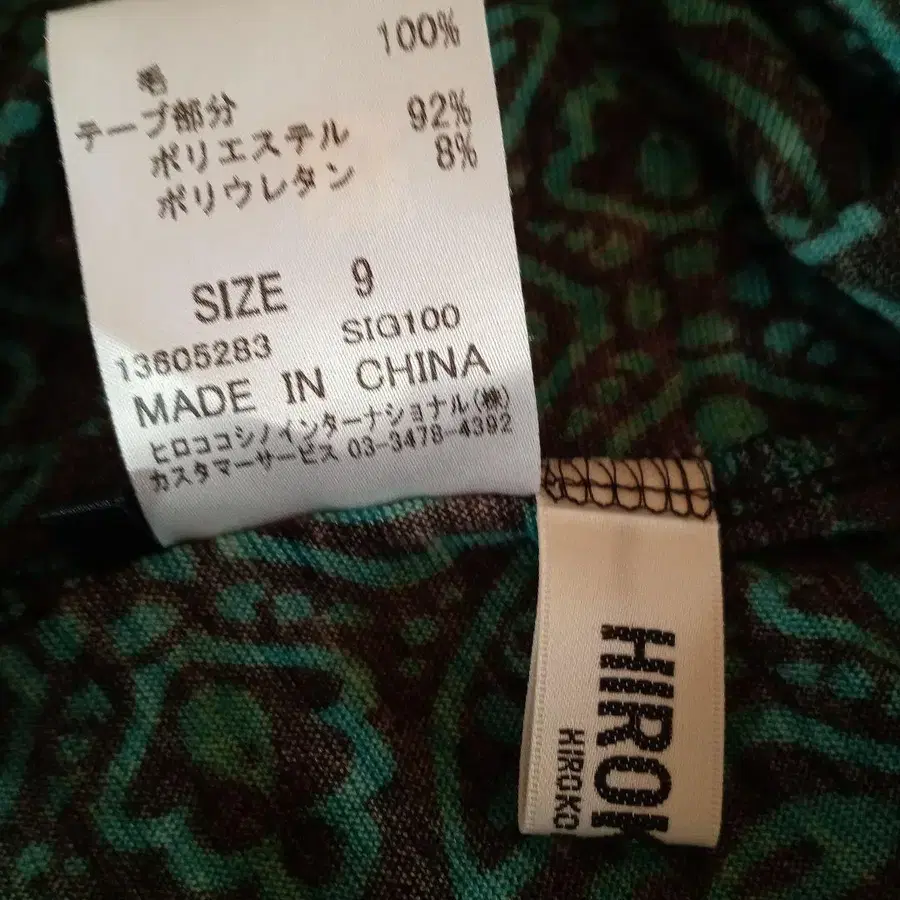 毛 100%
テープ部分
ポリエステル 92%
ポリウレタン 8%
SIZE 9
13605283 SIG100
MADE IN CHINA
ヒロココシノインターナショナル(株)
カスタマーサービス 03-3478-4392
HIROK
HIROKO